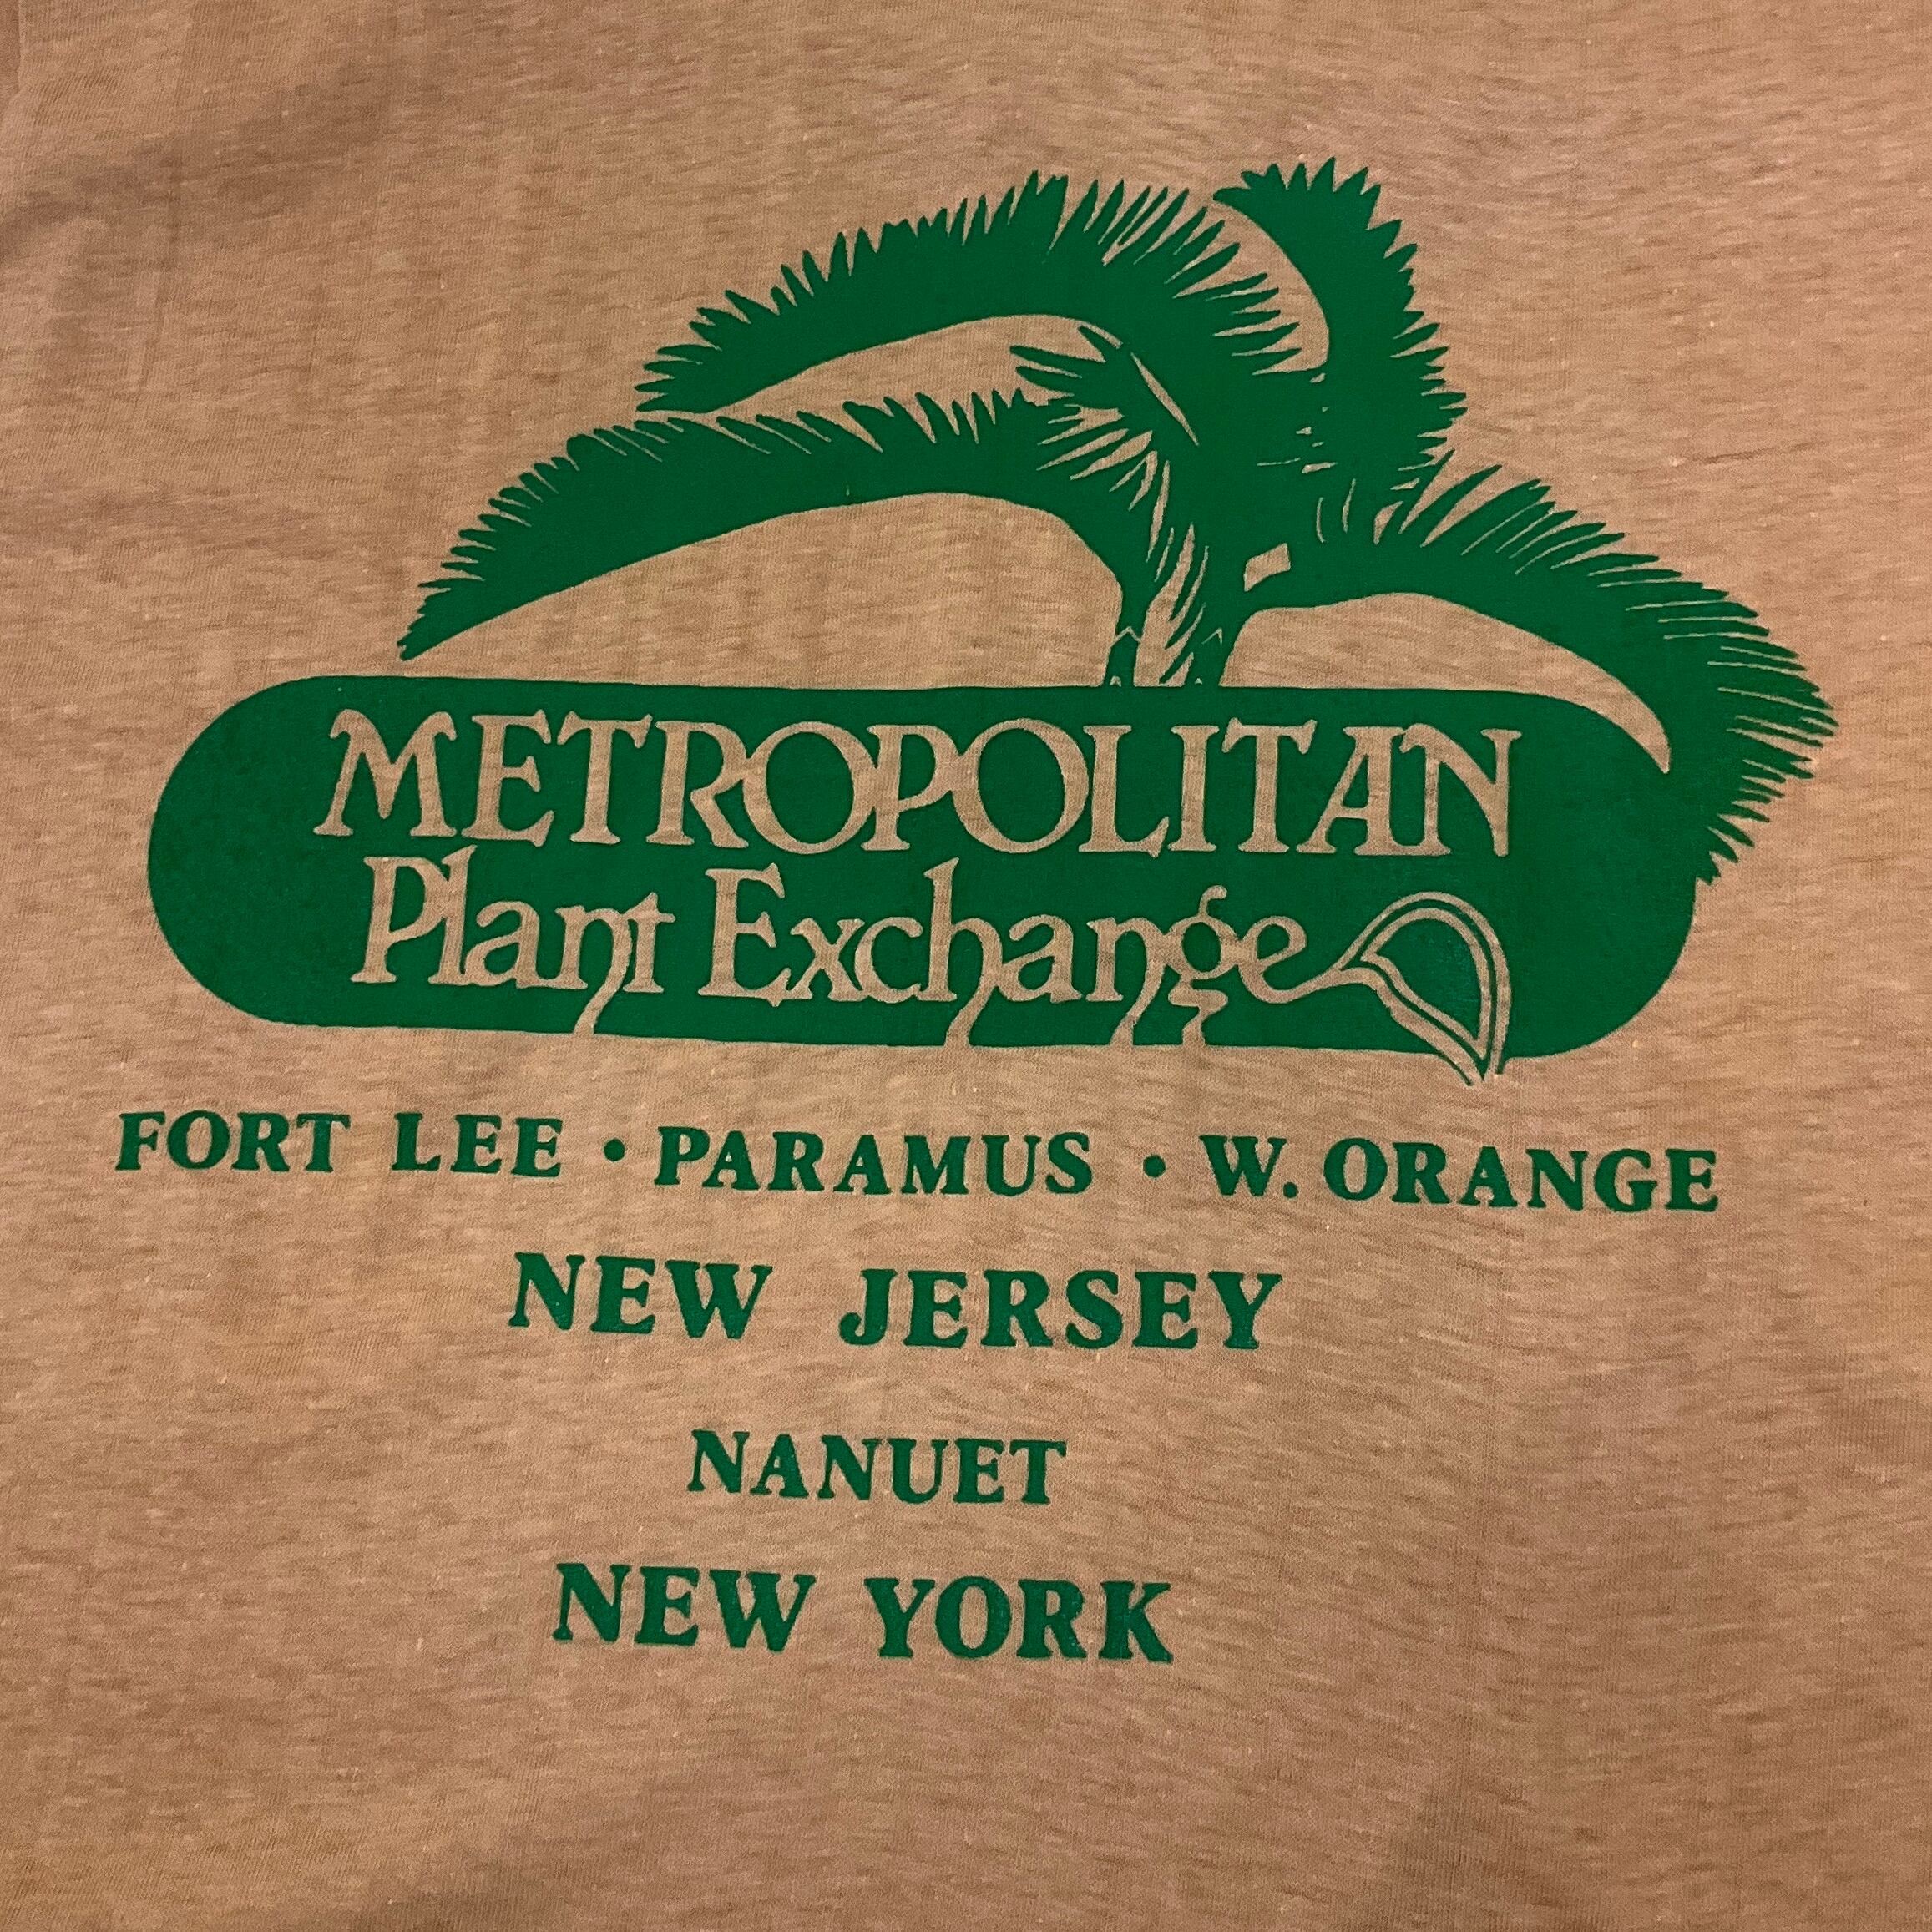 METROPOLITAN
Plant Exchange
FORT LEE • PARAMUS • W. ORANGE
NEW JERSEY
NANUET
NEW YORK